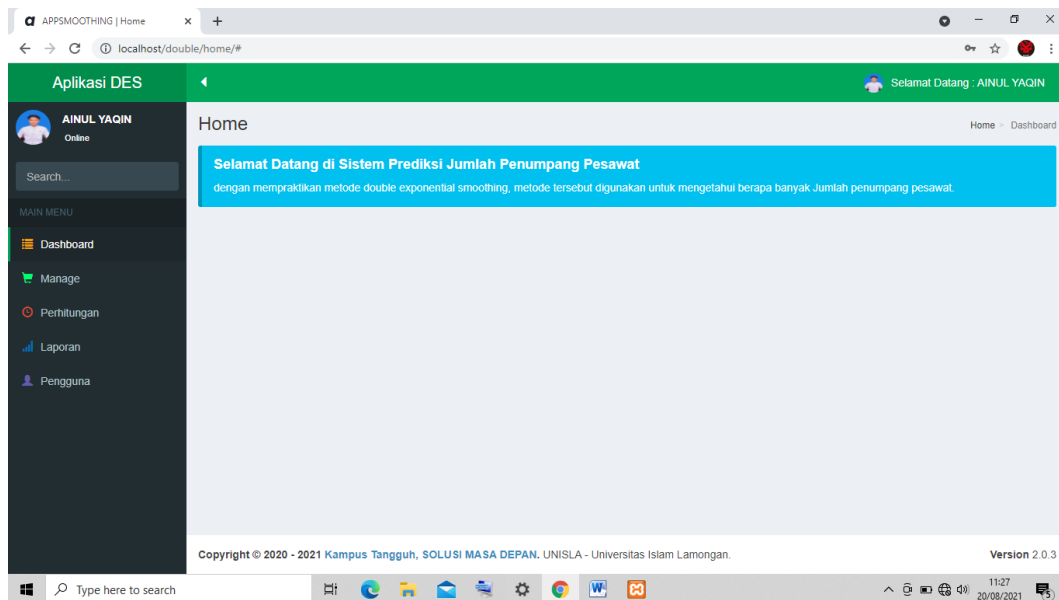 APPSMOOTHING | Home
localhost/double/home/#
Aplikasi DES
Selamat Datang : AINUL YAQIN
AINUL YAQIN
Online
Search...
MAIN MENU
Dashboard
Manage
Perhitungan
Laporan
Pengguna
Home
Home > Dashboard
Selamat Datang di Sistem Prediksi Jumlah Penumpang Pesawat
dengan mempraktikan metode double exponential smoothing, metode tersebut digunakan untuk mengetahui berapa banyak Jumlah penumpang pesawat.
Copyright © 2020 - 2021 Kampus Tangguh, SOLUSI MASA DEPAN. UNISLA - Universitas Islam Lamongan.
Version 2.0.3
Type here to search
11:27
20/08/2021
5